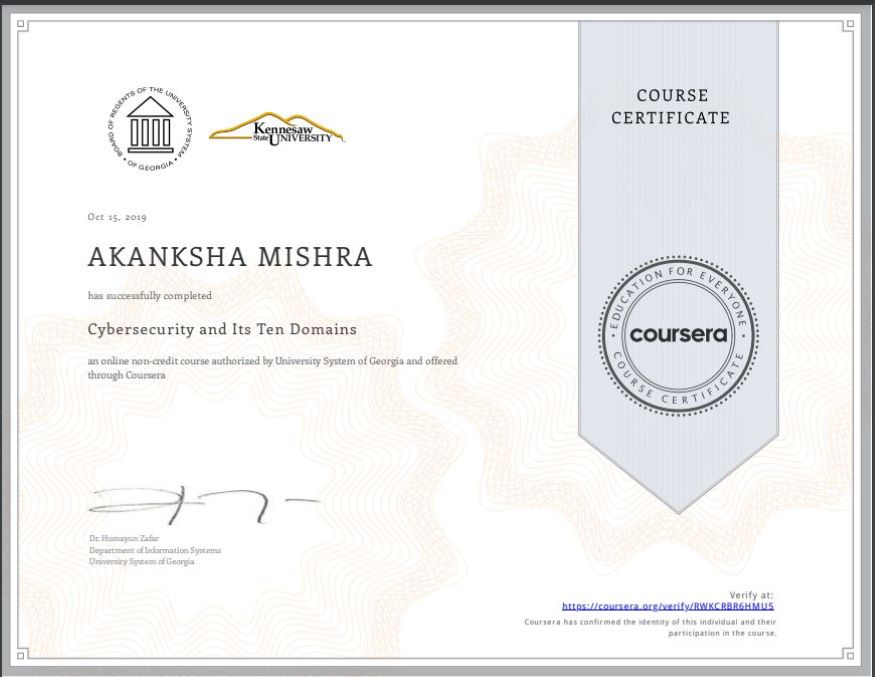 BOARD OF REGENTS OF THE UNIVERSITY SYSTEM
• OF GEORGIA •
Kennesaw
State UNIVERSITY
COURSE
CERTIFICATE
Oct 15, 2019
AKANKSHA MISHRA
has successfully completed
Cybersecurity and Its Ten Domains
an online non-credit course authorized by University System of Georgia and offered
through Coursera
EDUCATION FOR EVERYONE
coursera
COURSE CERTIFICATE
Dr. Humayun Zafar
Department of Information Systems
University System of Georgia
Verify at:
https://coursera.org/verify/RWKCRBR6HMU5
Coursera has confirmed the identity of this individual and their
participation in the course.